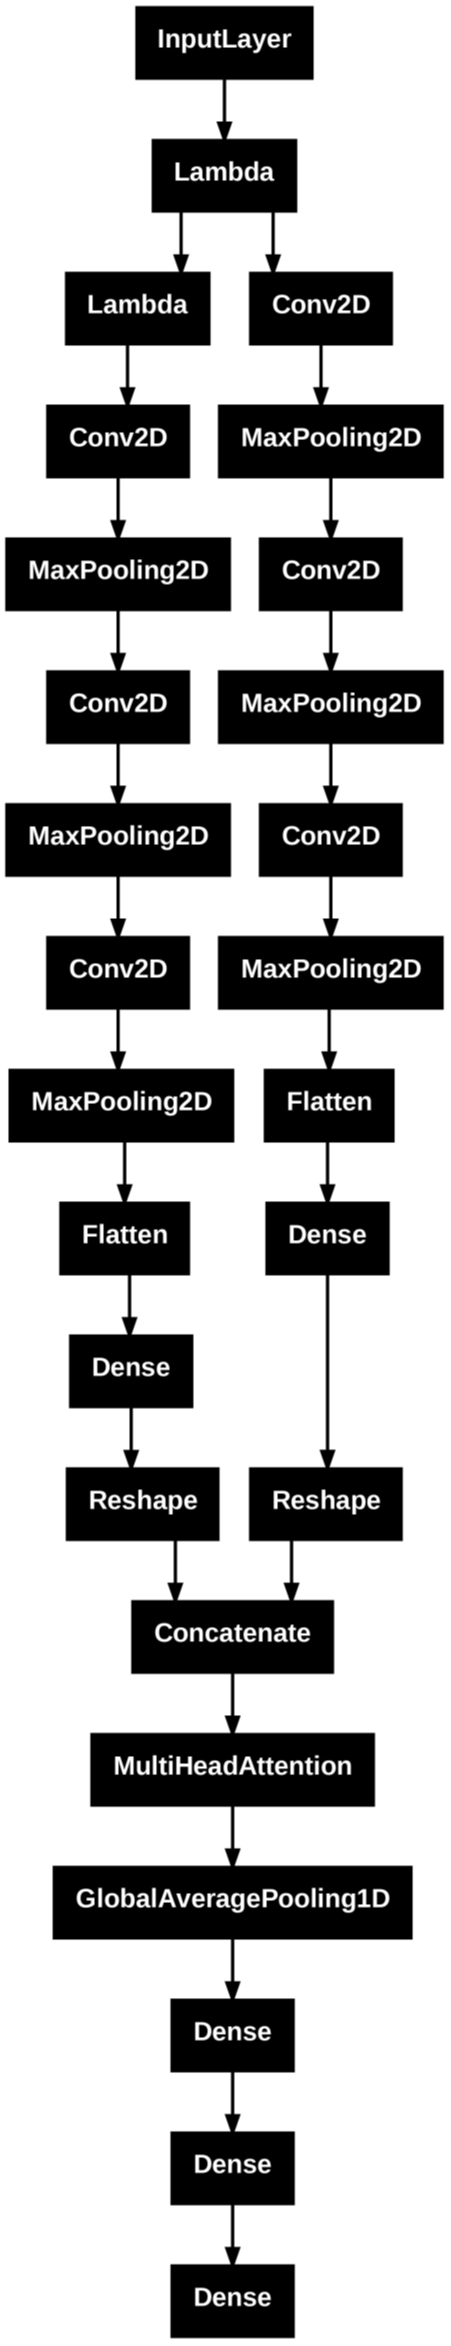 InputLayer
Lambda
Lambda
Conv2D
Conv2D
MaxPooling2D
MaxPooling2D
Conv2D
Conv2D
MaxPooling2D
MaxPooling2D
Conv2D
Conv2D
MaxPooling2D
MaxPooling2D
Flatten
Flatten
Dense
Dense
Reshape
Reshape
Concatenate
MultiHeadAttention
GlobalAveragePooling1D
Dense
Dense
Dense